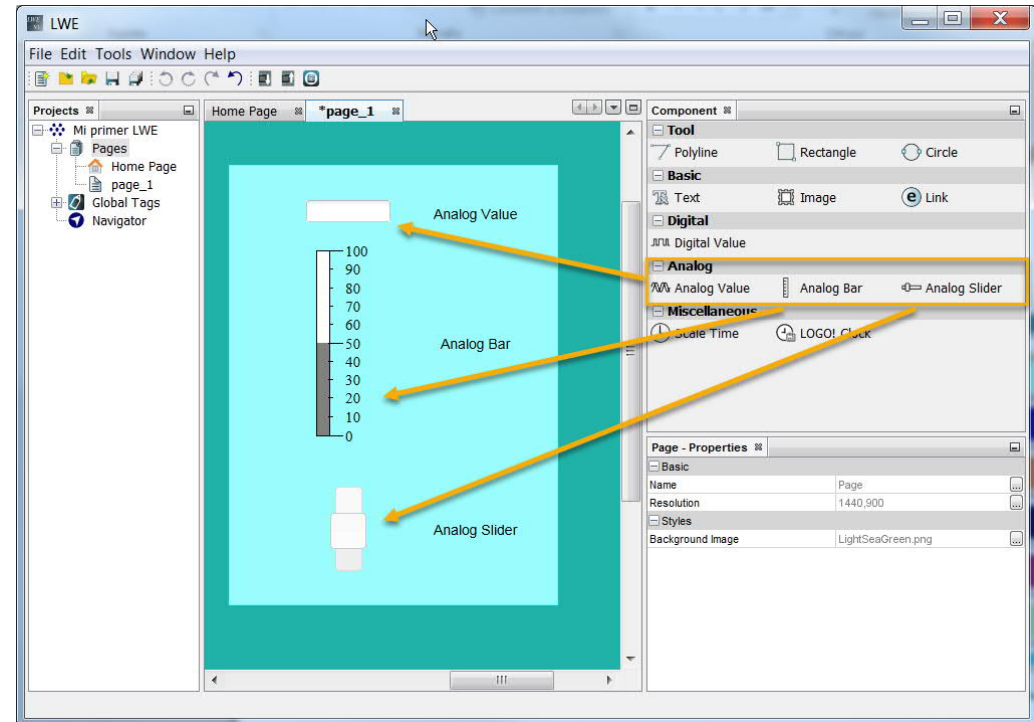 LWE
File Edit Tools Window Help
Projects
Mi primer LWE
Pages
Home Page
page_1
Global Tags
Navigator
Home Page *page_1
Analog Value
100
90
80
70
60
50
40
30
20
10
0
Analog Bar
Analog Slider
Component
Tool
Polyline Rectangle Circle
Basic
Text Image Link
Digital
Digital Value
Analog
Analog Value Analog Bar Analog Slider
Miscellaneous
Scale Time LOGO! Clock
Page - Properties
Basic
Name Page
Resolution 1440,900
Styles
Background Image LightSeaGreen.png